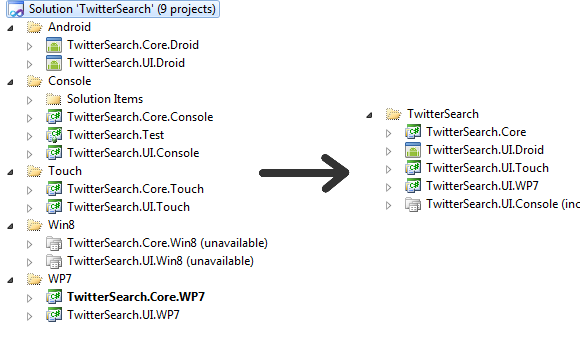 Solution 'TwitterSearch' (9 projects)
Android
TwitterSearch.Core.Droid
TwitterSearch.UI.Droid
Console
Solution Items
TwitterSearch.Core.Console
TwitterSearch.Test
TwitterSearch.UI.Console
Touch
TwitterSearch.Core.Touch
TwitterSearch.UI.Touch
Win8
TwitterSearch.Core.Win8 (unavailable)
TwitterSearch.UI.Win8 (unavailable)
WP7
TwitterSearch.Core.WP7
TwitterSearch.UI.WP7
TwitterSearch
TwitterSearch.Core
TwitterSearch.UI.Droid
TwitterSearch.UI.Touch
TwitterSearch.UI.WP7
TwitterSearch.UI.Console (inc